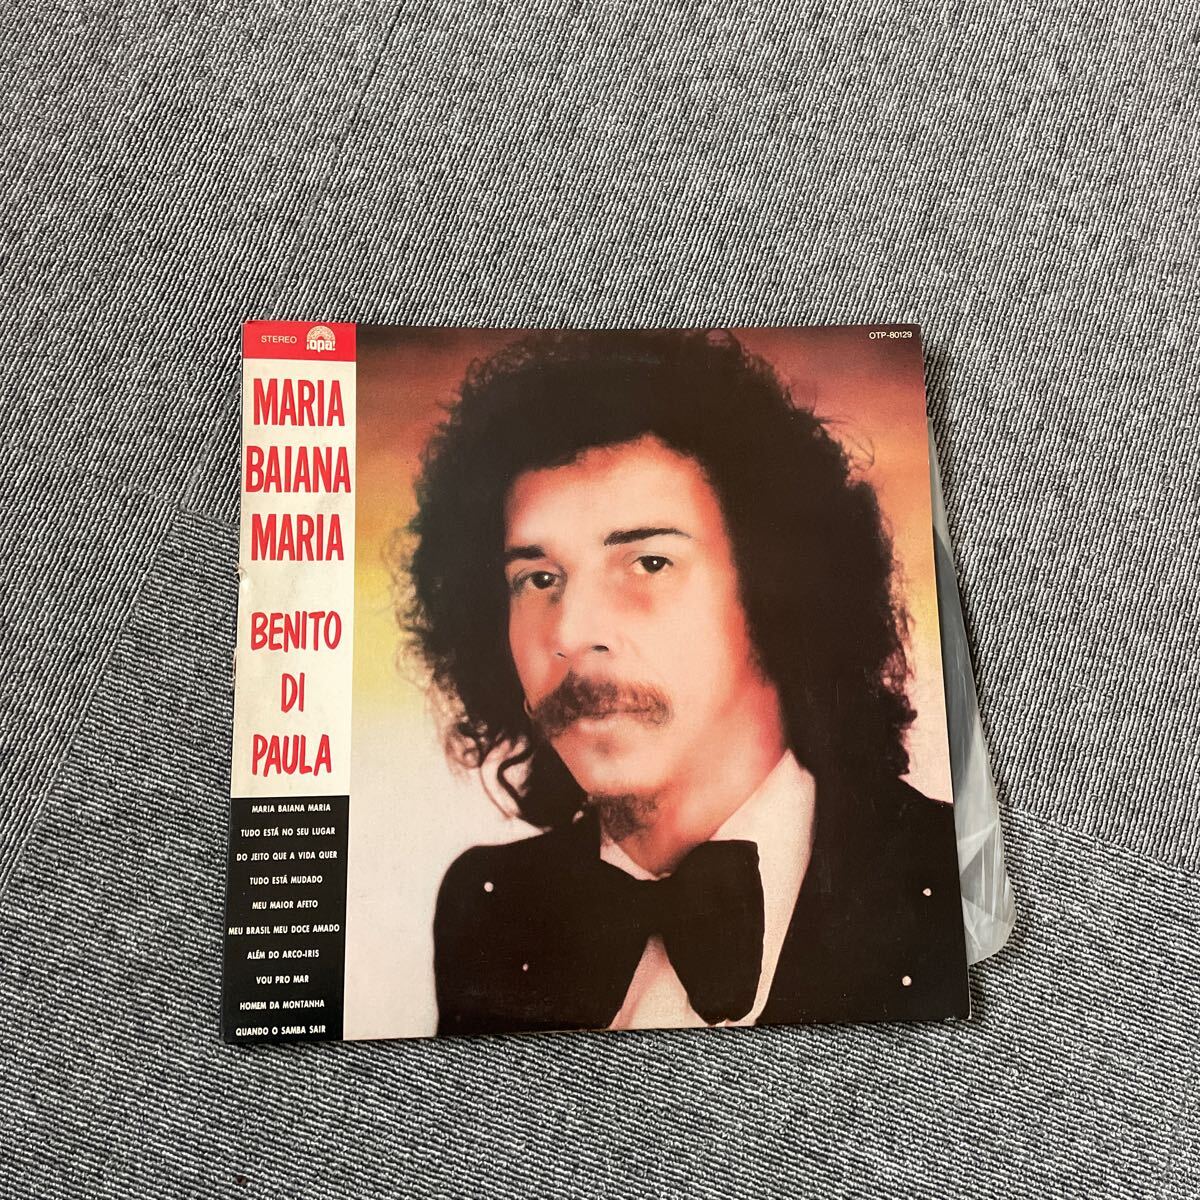 STEREO
¡opa!
OTP-80129
MARIA
BAIANA
MARIA
BENITO
DI
PAULA
MARIA BAIANA MARIA
TUDO ESTÁ NO SEU LUGAR
DO JEITO QUE A VIDA QUER
TUDO ESTÁ MUDADO
MEU MAIOR AFETO
MEU BRASIL MEU DOCE AMADO
ALÉM DO ARCO-IRIS
VOU PRO MAR
HOMEM DA MONTANHA
QUANDO O SAMBA SAIR